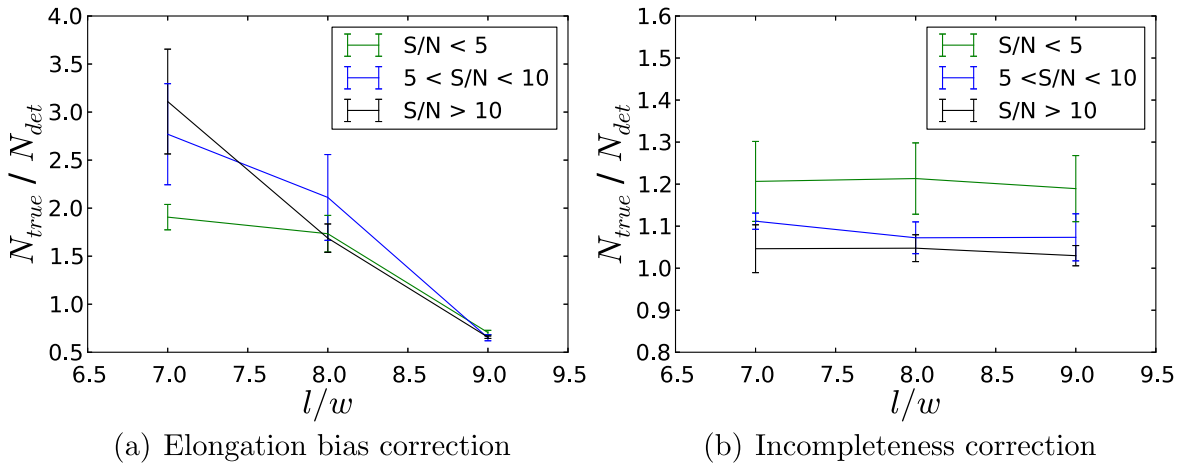 4.0
3.5
3.0
2.5
2.0
1.5
1.0
0.5
6.5 7.0 7.5 8.0 8.5 9.0 9.5
N_true / N_det
l/w
S/N < 5
5 < S/N < 10
S/N > 10
(a) Elongation bias correction
1.6
1.5
1.4
1.3
1.2
1.1
1.0
0.9
0.8
6.5 7.0 7.5 8.0 8.5 9.0 9.5
N_true / N_det
l/w
S/N < 5
5 <S/N < 10
S/N > 10
(b) Incompleteness correction